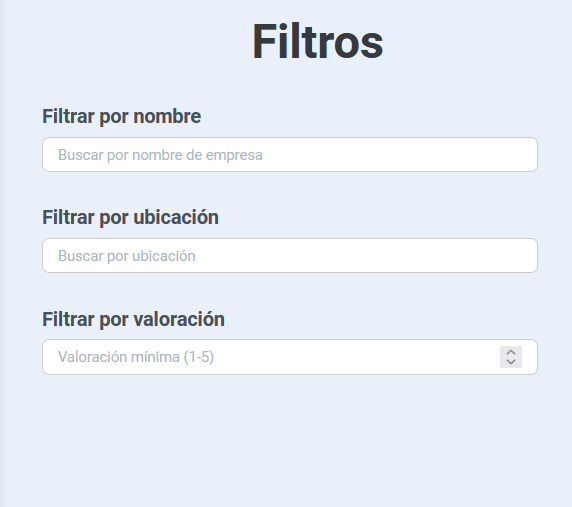 Filtros
Filtrar por nombre
Buscar por nombre de empresa
Filtrar por ubicación
Buscar por ubicación
Filtrar por valoración
Valoración mínima (1-5)